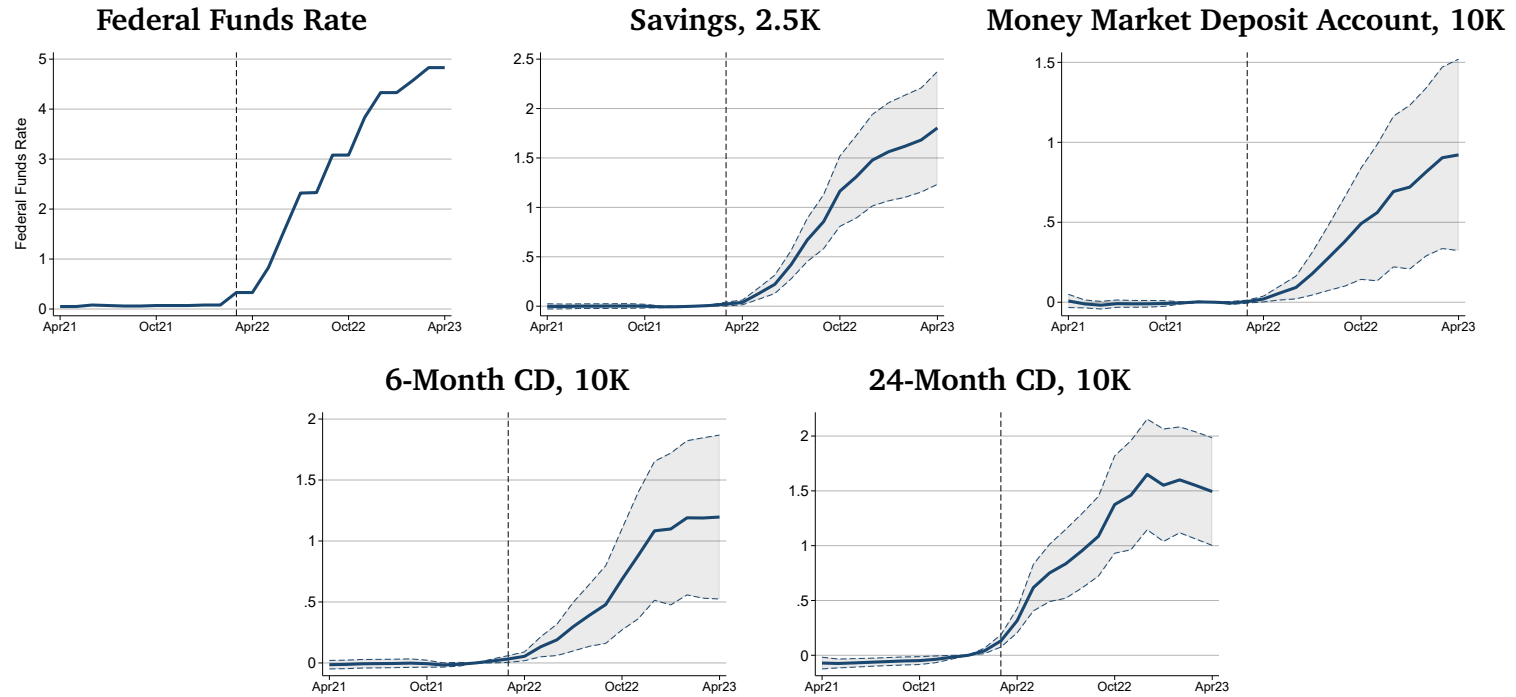 Federal Funds Rate
Savings, 2.5K
Money Market Deposit Account, 10K
Federal Funds Rate
5
4
3
2
1
0
Apr21 Oct21 Apr22 Oct22 Apr23
2.5
2
1.5
1
.5
0
Apr21 Oct21 Apr22 Oct22 Apr23
1.5
1
.5
0
Apr21 Oct21 Apr22 Oct22 Apr23
6-Month CD, 10K
24-Month CD, 10K
2
1.5
1
.5
0
Apr21 Oct21 Apr22 Oct22 Apr23
2
1.5
1
.5
0
Apr21 Oct21 Apr22 Oct22 Apr23